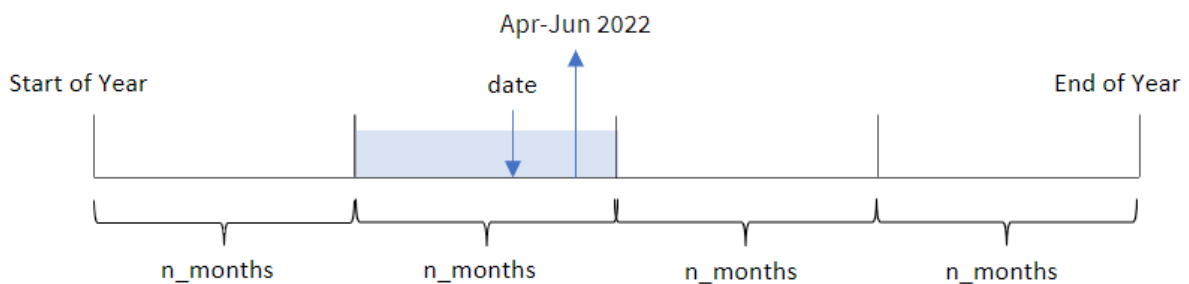 Apr-Jun 2022
Start of Year
date
End of Year
n_months
n_months
n_months
n_months